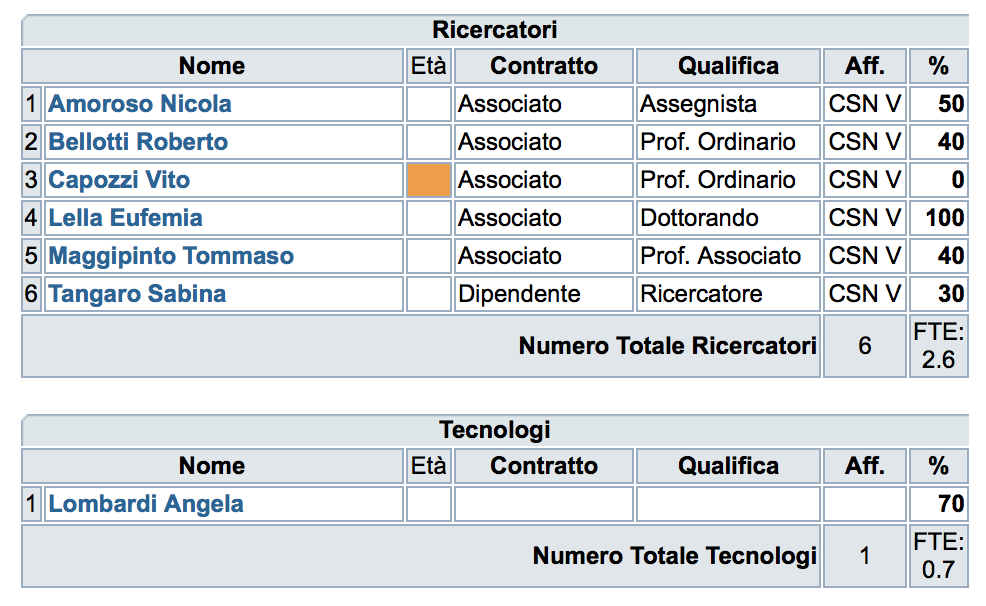 Ricercatori
Nome Età Contratto Qualifica Aff. %
1 Amoroso Nicola Associato Assegnista CSN V 50
2 Bellotti Roberto Associato Prof. Ordinario CSN V 40
3 Capozzi Vito Associato Prof. Ordinario CSN V 0
4 Lella Eufemia Associato Dottorando CSN V 100
5 Maggipinto Tommaso Associato Prof. Associato CSN V 40
6 Tangaro Sabina Dipendente Ricercatore CSN V 30
Numero Totale Ricercatori 6 FTE:
2.6
Tecnologi
Nome Età Contratto Qualifica Aff. %
1 Lombardi Angela 70
Numero Totale Tecnologi 1 FTE:
0.7